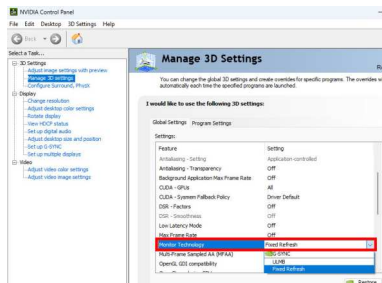 NVIDIA Control Panel
File Edit Desktop 3D Settings Help
Back
Select a Task...
3D Settings
Adjust image settings with preview
Manage 3D settings
Configure Surround, PhysX
Display
Change resolution
Adjust desktop color settings
Rotate display
View HDCP status
Set up digital audio
Adjust desktop size and position
Set up G-SYNC
Set up multiple displays
Video
Adjust video color settings
Adjust video image settings
Manage 3D Settings
You can change the global 3D settings and create overrides for specific programs. The overrides w
automatically each time the specified programs are launched.
I would like to use the following 3D settings:
Global Settings Program Settings
Settings:
Feature Setting
Antialiasing - Setting Application-controlled
Antialiasing - Transparency Off
Background Application Max Frame Rate Off
CUDA - GPUs All
CUDA - Sysmem Fallback Policy Driver Default
DSR - Factors Off
DSR - Smoothness Off
Low Latency Mode Off
Max Frame Rate Off
Monitor Technology Fixed Refresh
Multi-Frame Sampled AA (MFAA) G-SYNC
ULMB
OpenGL GDI compatibility Fixed Refresh
Restore